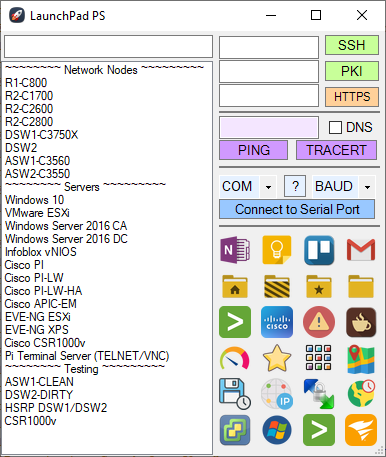 LaunchPad PS
SSH
PKI
HTTPS
DNS
PING TRACERT
COM ? BAUD
Connect to Serial Port
~~~~~~~~ Network Nodes ~~~~~~~~~
R1-C800
R2-C1700
R2-C2600
R2-C2800
DSW1-C3750X
DSW2
ASW1-C3560
ASW2-C3550
~~~~~~~~ Servers ~~~~~~~~~
Windows 10
VMware ESXi
Windows Server 2016 CA
Windows Server 2016 DC
Infoblox vNIOS
Cisco PI
Cisco PI-LW
Cisco PI-LW-HA
Cisco APIC-EM
EVE-NG ESXi
EVE-NG XPS
Cisco CSR1000v
Pi Terminal Server (TELNET/VNC)
~~~~~~~~ Testing ~~~~~~~~~
ASW1-CLEAN
DSW2-DIRTY
HSRP DSW1/DSW2
CSR1000v
N
CISCO
IP